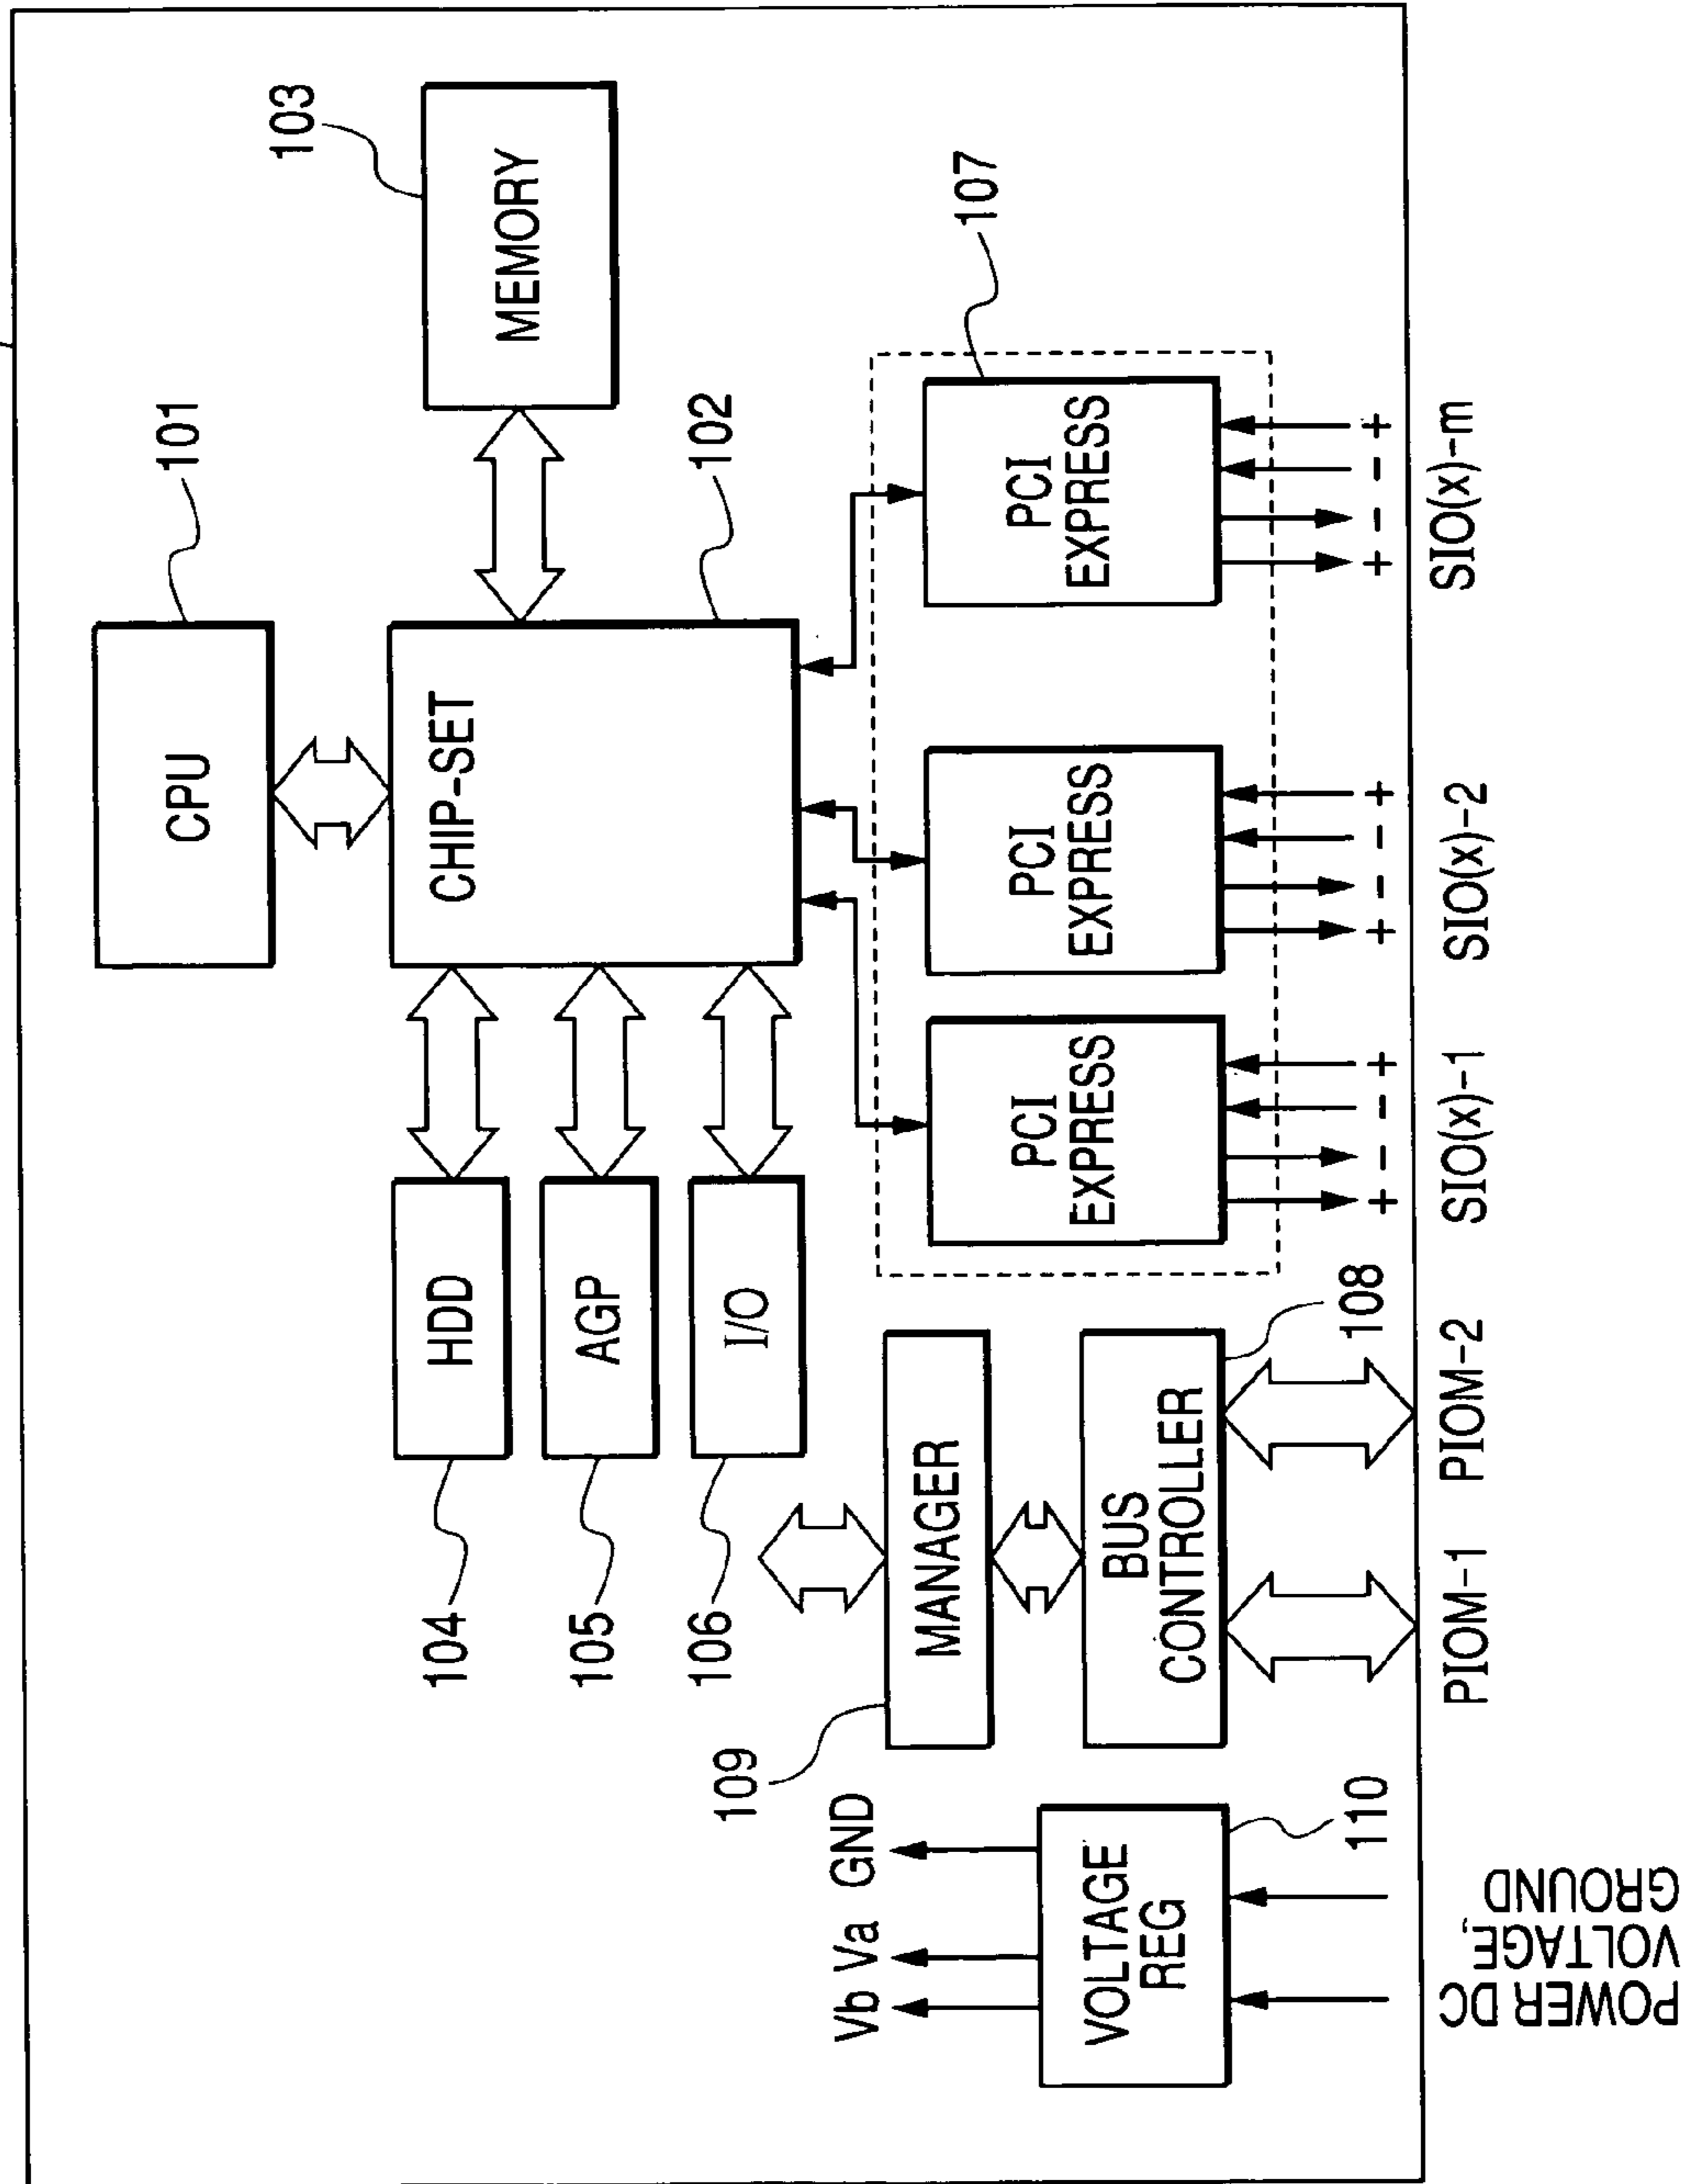 101
CPU
103
MEMORY
CHIP-SET
102
HDD
104
AGP
105
I/O
106
107
PCI
EXPRESS
PCI
EXPRESS
PCI
EXPRESS
109
MANAGER
BUS
CONTROLLER
108
Vb Va GND
VOLTAGE
REG
110
+ - - +
+ - - +
+ - - +
POWER DC
VOLTAGE,
GROUND
PIOM-1
PIOM-2
SIO(x)-1
SIO(x)-2
SIO(x)-m